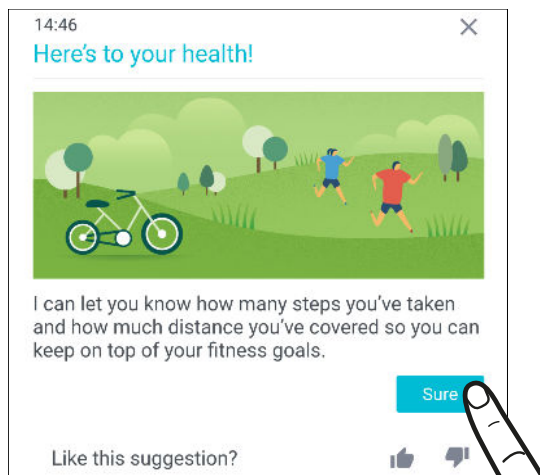 14:46
Here's to your health!
I can let you know how many steps you've taken
and how much distance you've covered so you can
keep on top of your fitness goals.
Sure
Like this suggestion?